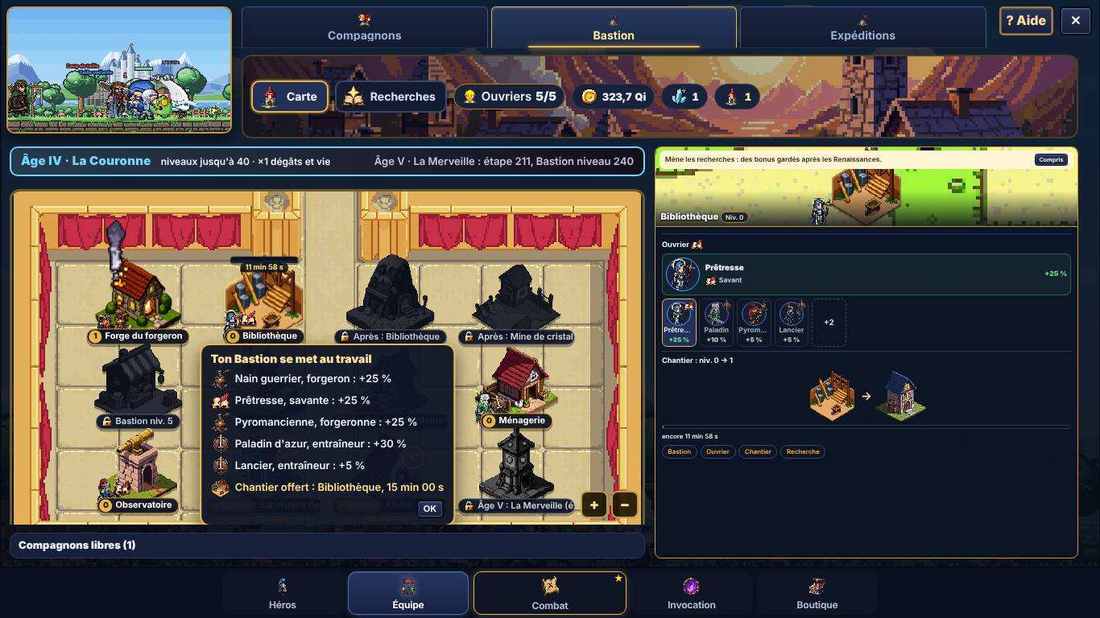 Compagnons
Bastion
Expéditions
? Aide
×
Carte
Recherches
Ouvriers 5/5
323,7 Qi
1
1
Âge IV · La Couronne niveaux jusqu'à 40 · ×1 dégâts et vie
Âge V · La Merveille : étape 211, Bastion niveau 240
11 min 58 s
1 Forge du forgeron
0 Bibliothèque
Après : Bibliothèque
Après : Mine de cristal
Bastion niv. 5
0 Ménagerie
0 Observatoire
Âge V : La Merveille (é
Ton Bastion se met au travail
Nain guerrier, forgeron : +25 %
Prêtresse, savante : +25 %
Pyromancienne, forgeronne : +25 %
Paladin d'azur, entraîneur : +30 %
Lancier, entraîneur : +5 %
Chantier offert : Bibliothèque, 15 min 00 s
OK
+
−
Compagnons libres (1)
Mène les recherches : des bonus gardés après les Renaissances.
Compris
Bibliothèque Niv. 0
Ouvrier
Prêtresse
Savant
+25 %
Prêtre…
+25 %
Paladin
+10 %
Pyrom…
+5 %
Lancier
+5 %
+2
Chantier : niv. 0 → 1
→
encore 11 min 58 s
Bastion
Ouvrier
Chantier
Recherche
Héros
Équipe
Combat
Invocation
Boutique